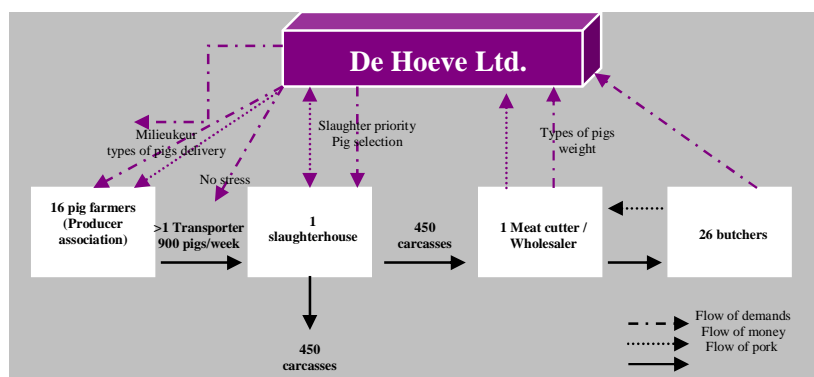 De Hoeve Ltd.
Milieukeur
types of pigs delivery
Slaughter priority
Pig selection
Types of pigs
weight
No stress
16 pig farmers
(Producer
association)
>1 Transporter
900 pigs/week
1
slaughterhouse
450
carcasses
1 Meat cutter /
Wholesaler
26 butchers
450
carcasses
Flow of demands
Flow of money
Flow of pork